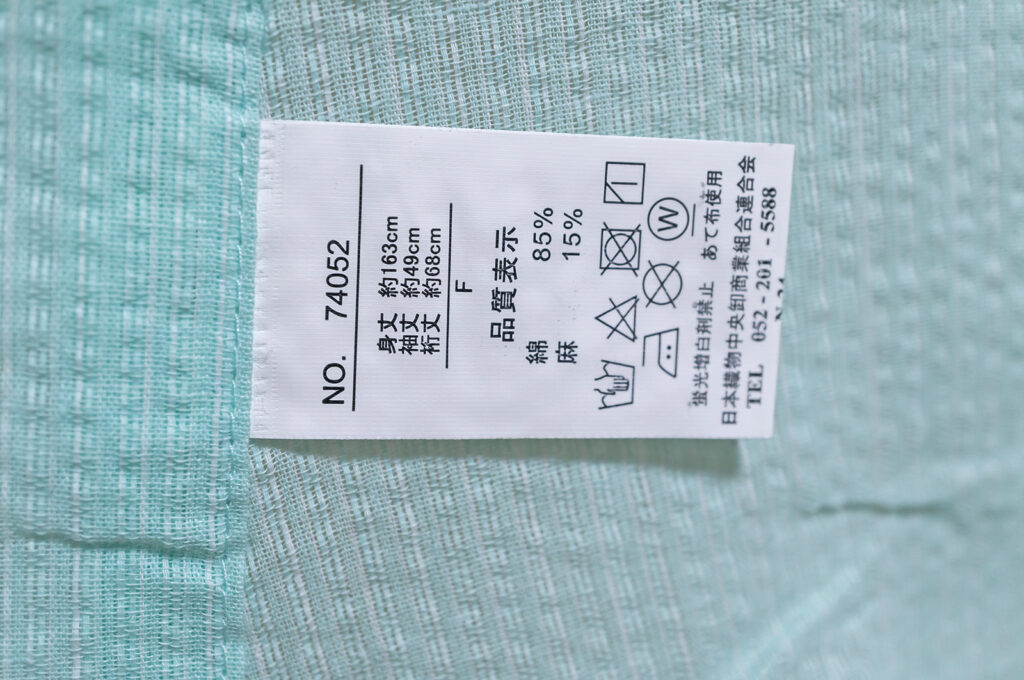 NO. 74052
身丈 約163cm
袖丈 約49cm
裄丈 約68cm
F
品質表示
綿 85%
麻 15%
W
蛍光増白剤禁止 あて布使用
日本織物中央卸商業組合連合会
TEL 052-201-5588